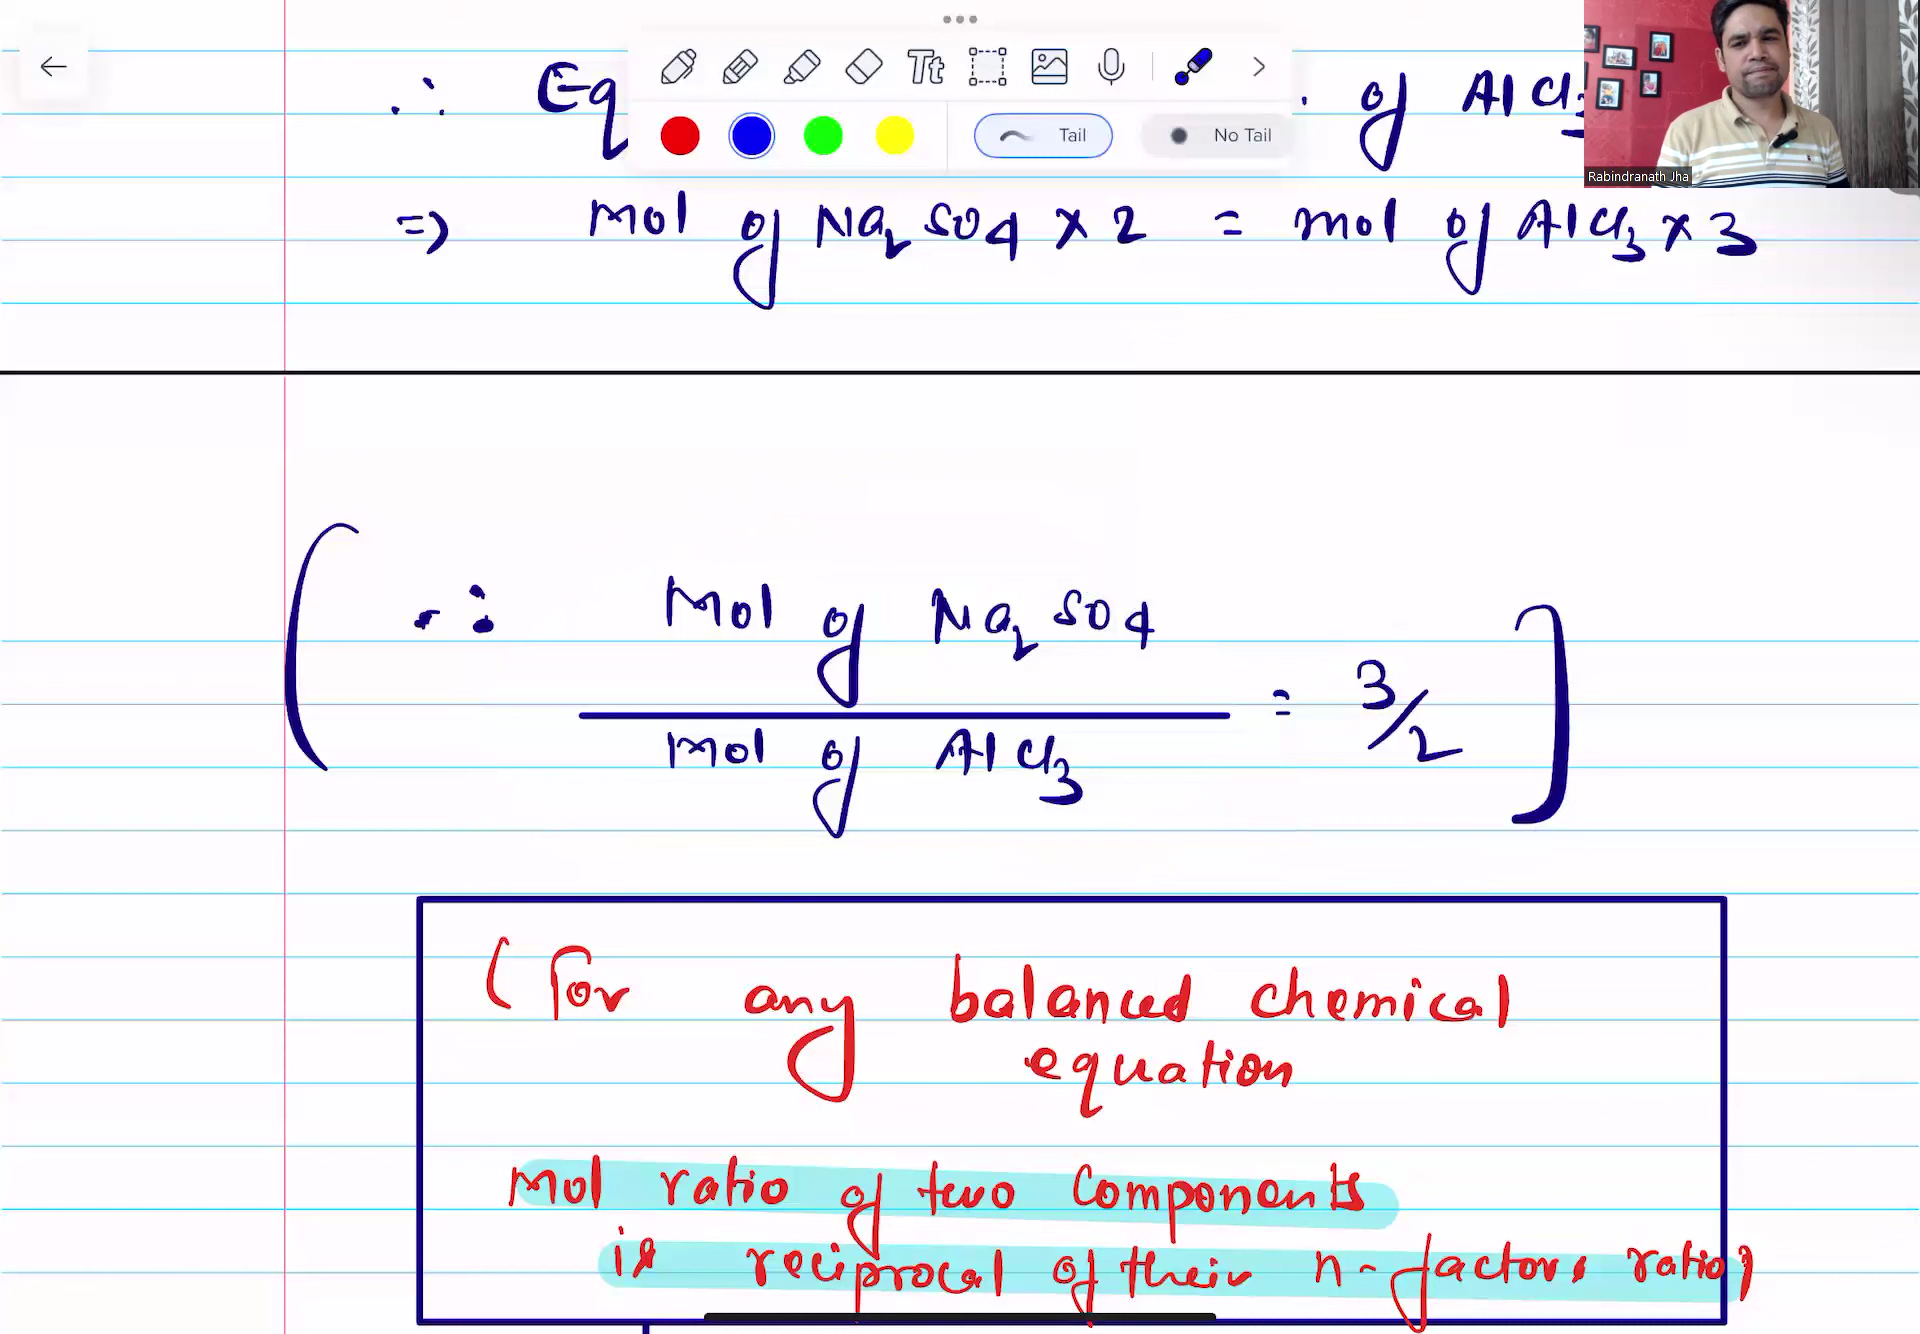 ∴ Eq . of AlCl3
Tt
Tail
No Tail
Rabindranath Jha
⇒ Mol of Na2SO4 × 2 = mol of AlCl3 × 3
∴ Mol of Na2SO4
= 3/2
Mol of AlCl3
(For any balanced chemical
equation
Mol ratio of two components
is reciprocal of their n-factors ratio)